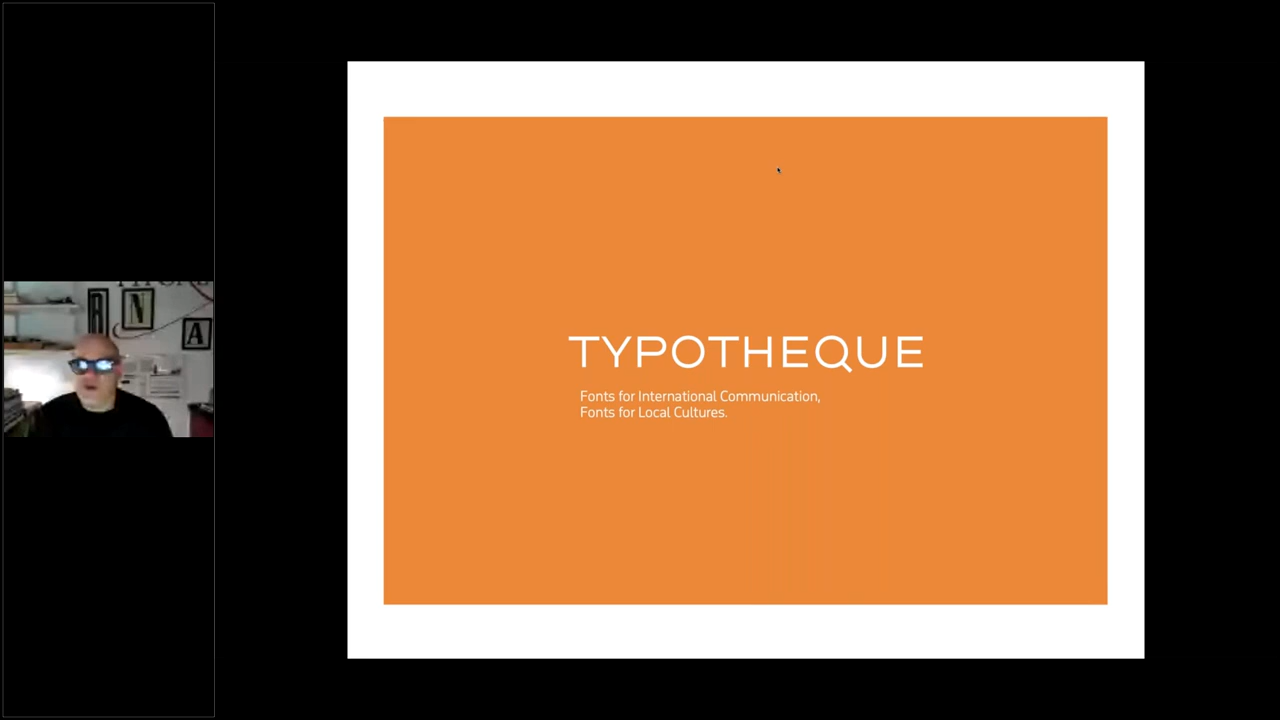 B N A
TYPOTHEQUE
Fonts for International Communication,
Fonts for Local Cultures.